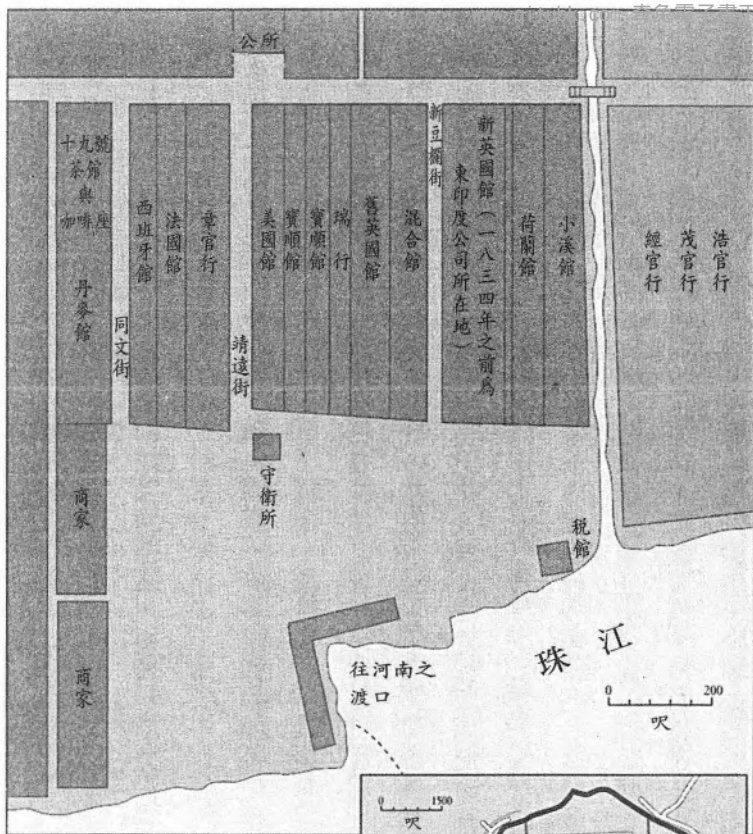 公所
十九號
茶館
與
咖啡座
丹麥館
同文街
西班牙館
法國館
章官行
靖遠街
美國館
寶順館
寶順館
瑞行
舊英國館
混合館
新豆欄街
新英國館（一八三四年之前為
東印度公司所在地）
荷蘭館
小溪館
經官行
茂官行
浩官行
商家
商家
守衛所
稅館
往河南之
渡口
珠江
0 200
呎
0 1500
呎